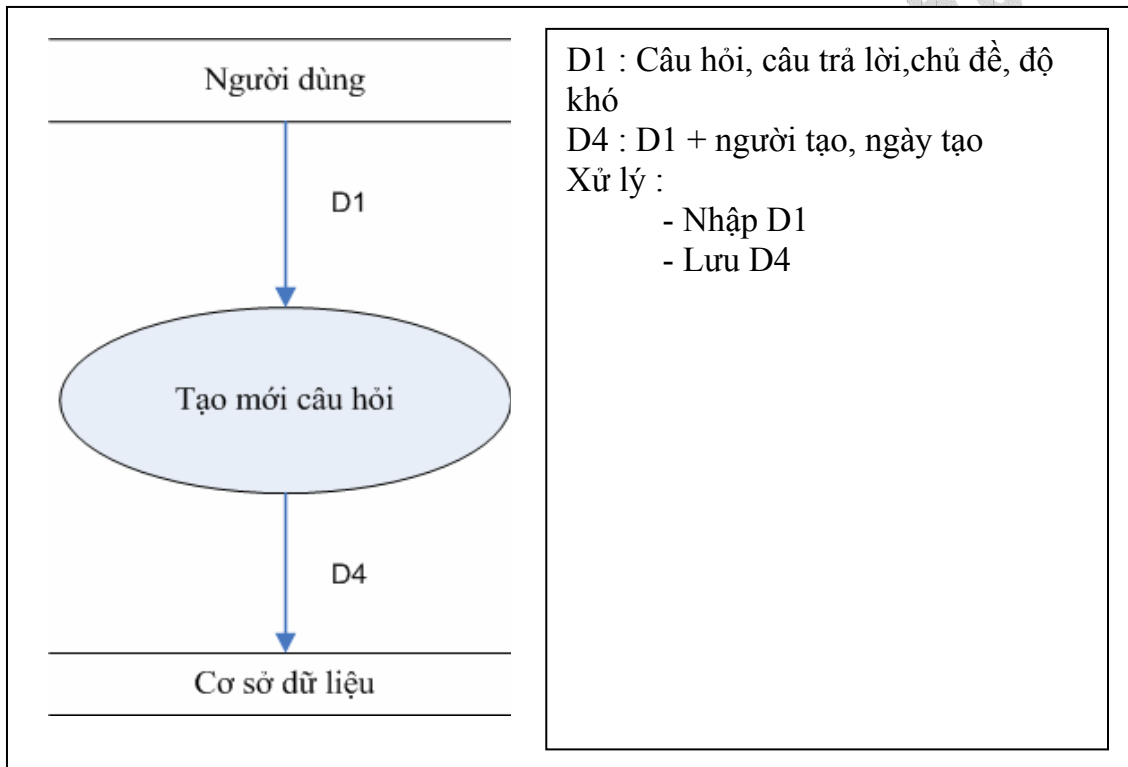 Người dùng
D1
Tạo mới câu hỏi
D4
Cơ sở dữ liệu
D1 : Câu hỏi, câu trả lời,chủ đề, độ
khó
D4 : D1 + người tạo, ngày tạo
Xử lý :
- Nhập D1
- Lưu D4